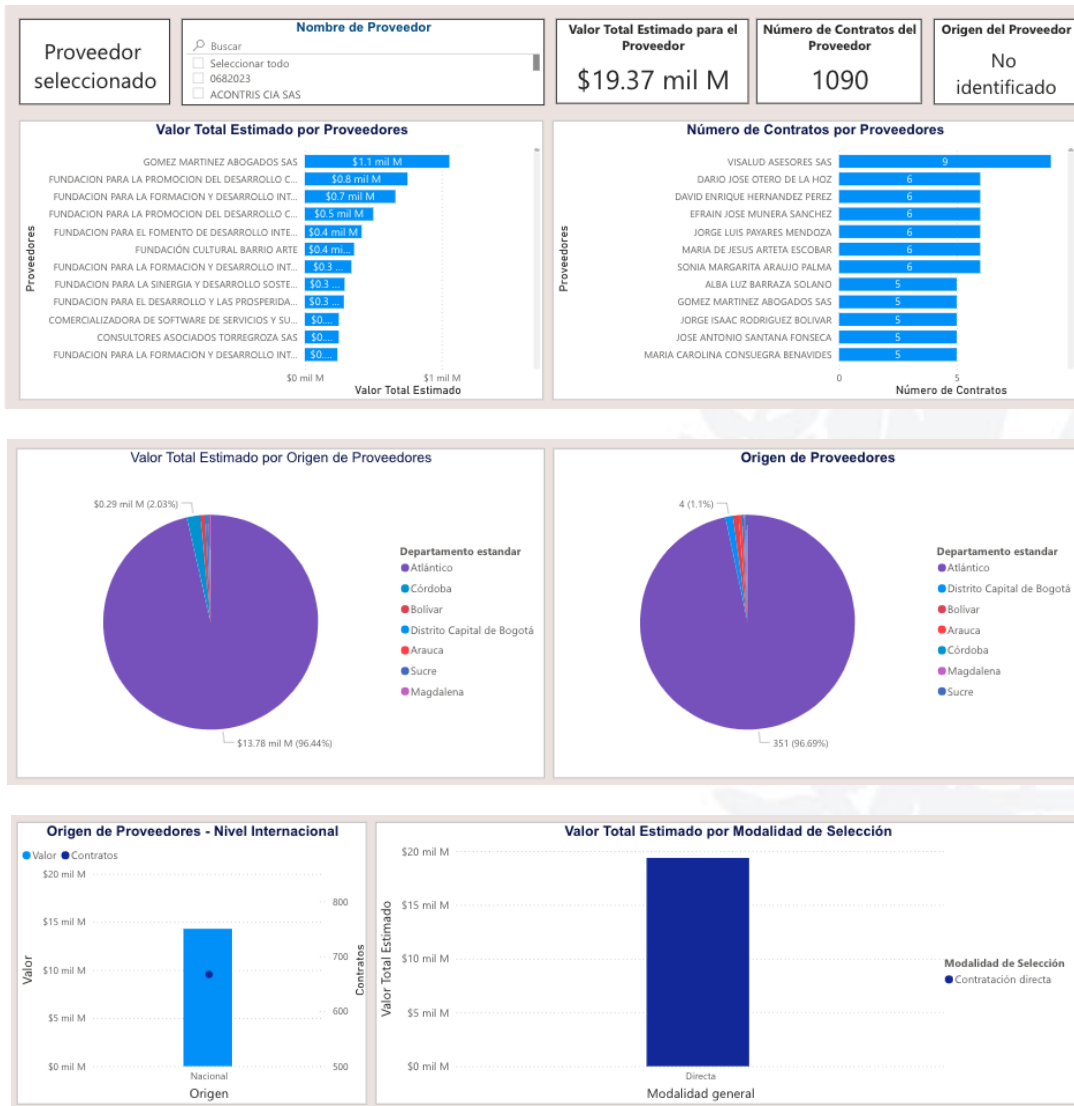 Proveedor
seleccionado
Nombre de Proveedor
Buscar
Seleccionar todo
0682023
ACONTRIS CIA SAS
Valor Total Estimado para el
Proveedor
$19.37 mil M
Número de Contratos del
Proveedor
1090
Origen del Proveedor
No
identificado
Valor Total Estimado por Proveedores
Proveedores
GOMEZ MARTINEZ ABOGADOS SAS $1.1 mil M
FUNDACION PARA LA PROMOCION DEL DESARROLLO C... $0.8 mil M
FUNDACION PARA LA FORMACION Y DESARROLLO INT... $0.7 mil M
FUNDACION PARA LA PROMOCION DEL DESARROLLO C... $0.5 mil M
FUNDACION PARA EL FOMENTO DE DESARROLLO INTE... $0.4 mil M
FUNDACIÓN CULTURAL BARRIO ARTE $0.4 mi...
FUNDACION PARA LA FORMACION Y DESARROLLO INT... $0.3 ...
FUNDACION PARA LA SINERGIA Y DESARROLLO SOSTE... $0.3 ...
FUNDACION PARA EL DESARROLLO Y LAS PROSPERIDA... $0.3 ...
COMERCIALIZADORA DE SOFTWARE DE SERVICIOS Y SU... $0....
CONSULTORES ASOCIADOS TORREGROZA SAS $0....
FUNDACION PARA LA FORMACION Y DESARROLLO INT... $0....
$0 mil M $1 mil M
Valor Total Estimado
Número de Contratos por Proveedores
Proveedores
VISALUD ASESORES SAS 9
DARIO JOSE OTERO DE LA HOZ 6
DAVID ENRIQUE HERNANDEZ PEREZ 6
EFRAIN JOSE MUNERA SANCHEZ 6
JORGE LUIS PAYARES MENDOZA 6
MARIA DE JESUS ARTETA ESCOBAR 6
SONIA MARGARITA ARAUJO PALMA 6
ALBA LUZ BARRAZA SOLANO 5
GOMEZ MARTINEZ ABOGADOS SAS 5
JORGE ISAAC RODRIGUEZ BOLIVAR 5
JOSE ANTONIO SANTANA FONSECA 5
MARIA CAROLINA CONSUEGRA BENAVIDES 5
0 5
Número de Contratos
Valor Total Estimado por Origen de Proveedores
$0.29 mil M (2.03%)
$13.78 mil M (96.44%)
Departamento estandar
Atlántico
Córdoba
Bolívar
Distrito Capital de Bogotá
Arauca
Sucre
Magdalena
Origen de Proveedores
4 (1.1%)
351 (96.69%)
Departamento estandar
Atlántico
Distrito Capital de Bogotá
Bolívar
Arauca
Córdoba
Magdalena
Sucre
Origen de Proveedores - Nivel Internacional
Valor Contratos
Valor
$20 mil M
$15 mil M
$10 mil M
$5 mil M
$0 mil M
800
700
600
500
Contratos
Nacional
Origen
Valor Total Estimado por Modalidad de Selección
Valor Total Estimado
$20 mil M
$15 mil M
$10 mil M
$5 mil M
$0 mil M
Directa
Modalidad general
Modalidad de Selección
Contratación directa